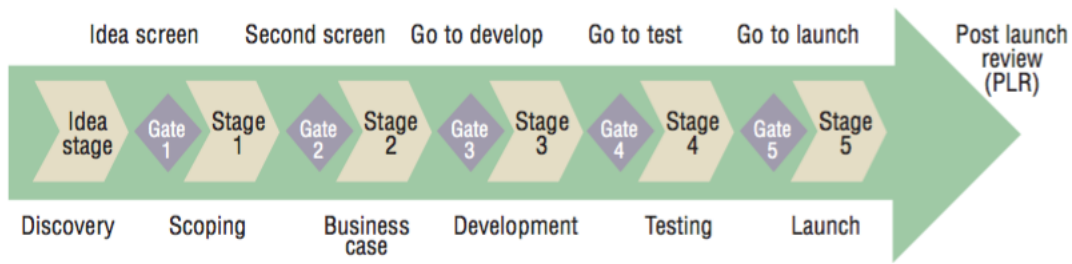 Idea screen
Second screen
Go to develop
Go to test
Go to launch
Post launch
review
(PLR)
Idea
stage
Gate
1
Stage
1
Gate
2
Stage
2
Gate
3
Stage
3
Gate
4
Stage
4
Gate
5
Stage
5
Discovery
Scoping
Business
case
Development
Testing
Launch